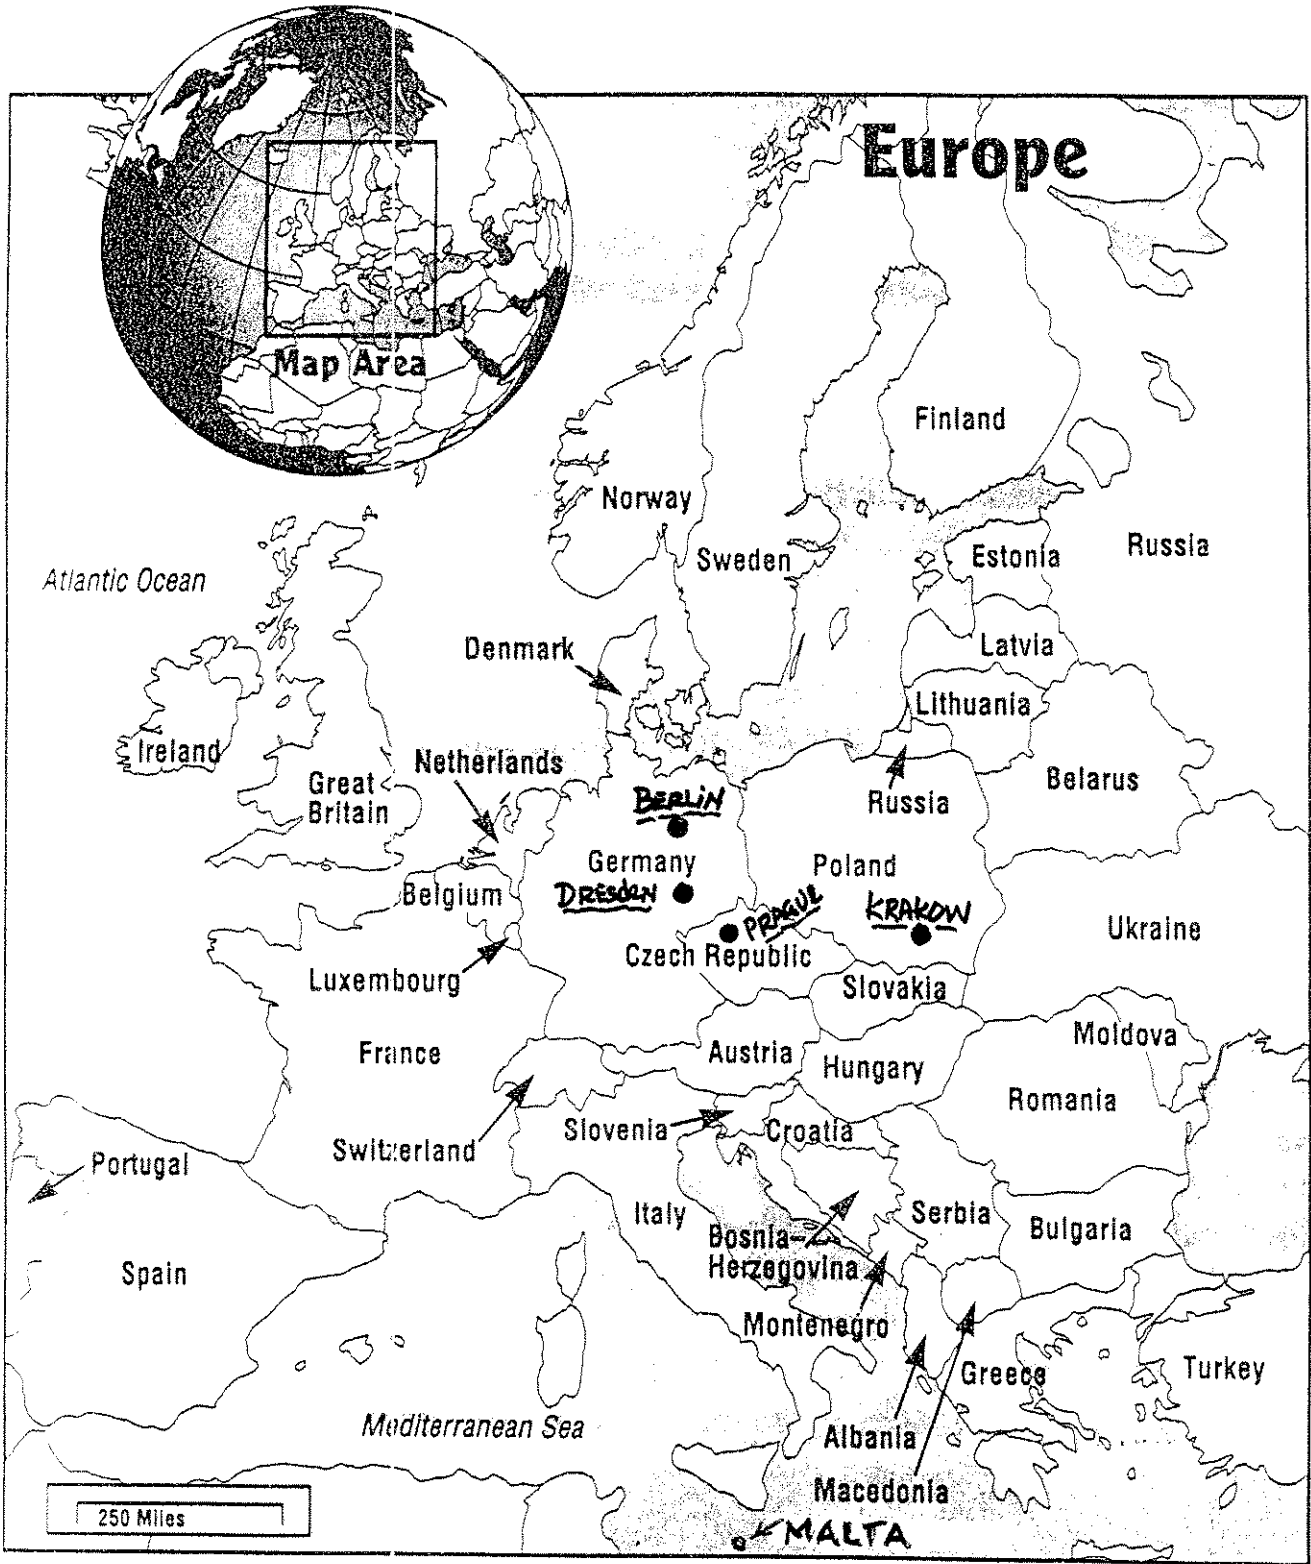 Europe
Map Area
Finland
Norway
Sweden
Estonia
Russia
Atlantic Ocean
Denmark
Latvia
Lithuania
Ireland
Netherlands
Great
Britain
BERLIN
Russia
Belarus
Germany
Poland
Belgium
DRESDEN
PRAGUE
KRAKOW
Ukraine
Czech Republic
Luxembourg
Slovakia
France
Austria
Hungary
Moldova
Romania
Slovenia
Croatia
Switzerland
Portugal
Italy
Serbia
Bulgaria
Bosnia–
Herzegovina
Spain
Montenegro
Greece
Turkey
Mediterranean Sea
Albania
Macedonia
250 Miles
MALTA